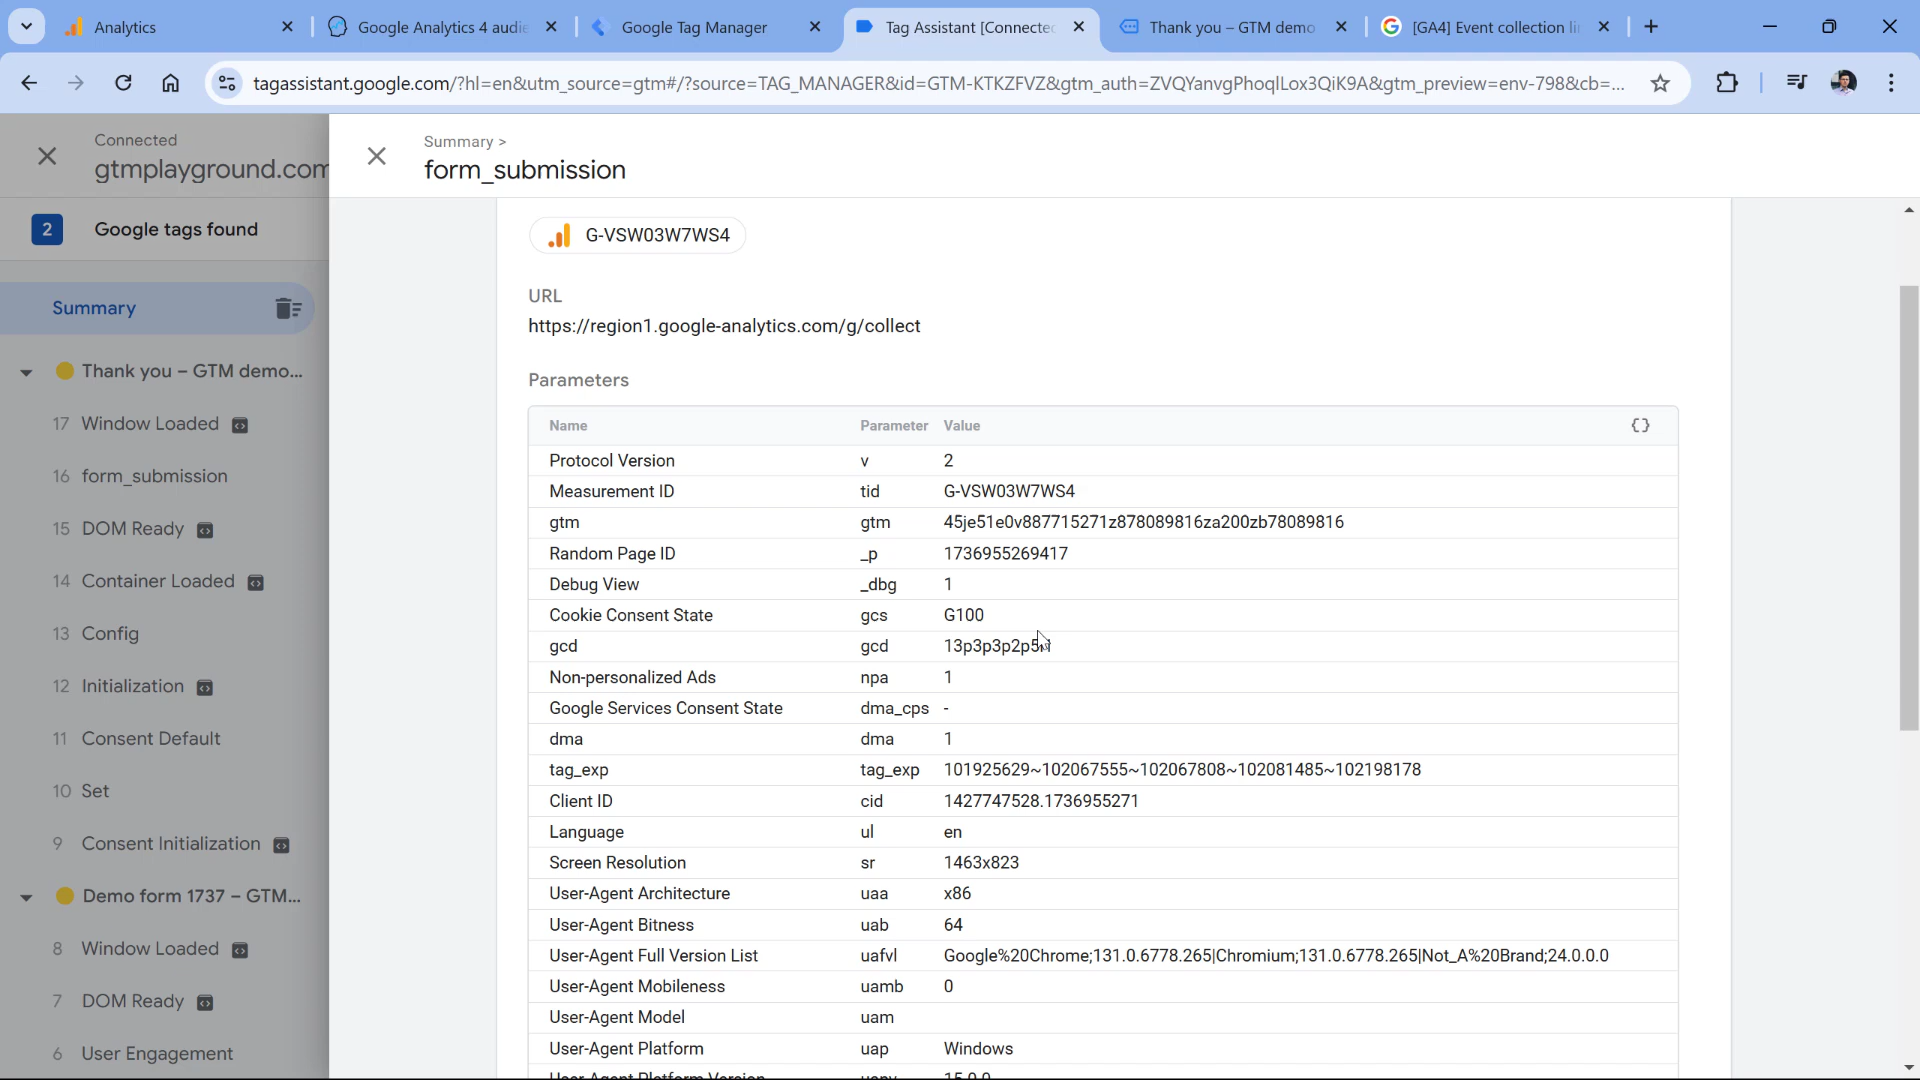 Analytics
Google Analytics 4 audie
Google Tag Manager
Tag Assistant [Connected
Thank you – GTM demo
[GA4] Event collection li
tagassistant.google.com/?hl=en&utm_source=gtm#/?source=TAG_MANAGER&id=GTM-KTKZFVZ&gtm_auth=ZVQYanvgPhoqlLox3QiK9A&gtm_preview=env-798&cb=...
Connected
gtmplayground.com
2 Google tags found
Summary
Thank you – GTM demo...
17 Window Loaded
16 form_submission
15 DOM Ready
14 Container Loaded
13 Config
12 Initialization
11 Consent Default
10 Set
9 Consent Initialization
Demo form 1737 – GTM...
8 Window Loaded
7 DOM Ready
6 User Engagement
Summary >
form_submission
G-VSW03W7WS4
URL
https://region1.google-analytics.com/g/collect
Parameters
Name Parameter Value
Protocol Version v 2
Measurement ID tid G-VSW03W7WS4
gtm gtm 45je51e0v887715271z878089816za200zb78089816
Random Page ID _p 1736955269417
Debug View _dbg 1
Cookie Consent State gcs G100
gcd gcd
Non-personalized Ads npa 1
Google Services Consent State dma_cps -
dma dma 1
tag_exp tag_exp 101925629~102067555~102067808~102081485~102198178
Client ID cid 1427747528.1736955271
Language ul en
Screen Resolution sr 1463x823
User-Agent Architecture uaa x86
User-Agent Bitness uab 64
User-Agent Full Version List uafvl Google%20Chrome;131.0.6778.265|Chromium;131.0.6778.265|Not_A%20Brand;24.0.0.0
User-Agent Mobileness uamb 0
User-Agent Model uam
User-Agent Platform uap Windows
User-Agent Platform Version uapv 15.0.0